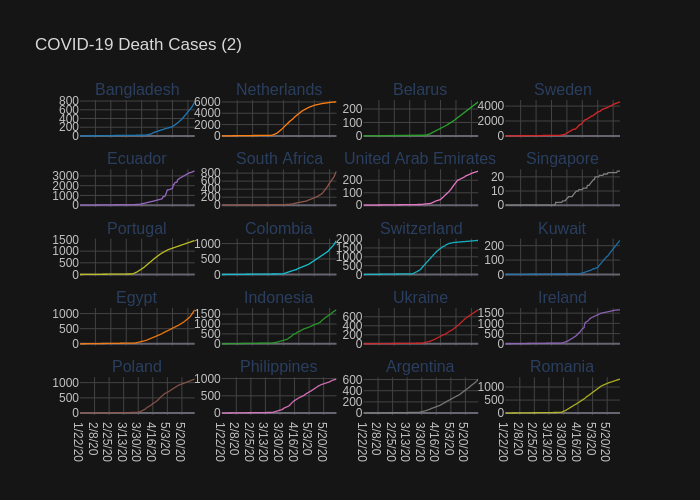 COVID-19 Death Cases (2)
Bangladesh Netherlands Belarus Sweden
800 600 400 200 0
6000 4000 2000 0
200 100 0
4000 2000 0
Ecuador South Africa United Arab Emirates Singapore
3000 2000 1000 0
800 600 400 200 0
200 100 0
20 10 0
Portugal Colombia Switzerland Kuwait
1500 1000 500 0
1000 500 0
2000 1500 1000 500 0
200 100 0
Egypt Indonesia Ukraine Ireland
1000 500 0
1500 1000 500 0
600 400 200 0
1500 1000 500 0
Poland Philippines Argentina Romania
1000 500 0
1000 500 0
600 400 200 0
1000 500 0
1/22/20 2/8/20 2/25/20 3/13/20 3/30/20 4/16/20 5/3/20 5/20/20
1/22/20 2/8/20 2/25/20 3/13/20 3/30/20 4/16/20 5/3/20 5/20/20
1/22/20 2/8/20 2/25/20 3/13/20 3/30/20 4/16/20 5/3/20 5/20/20
1/22/20 2/8/20 2/25/20 3/13/20 3/30/20 4/16/20 5/3/20 5/20/20